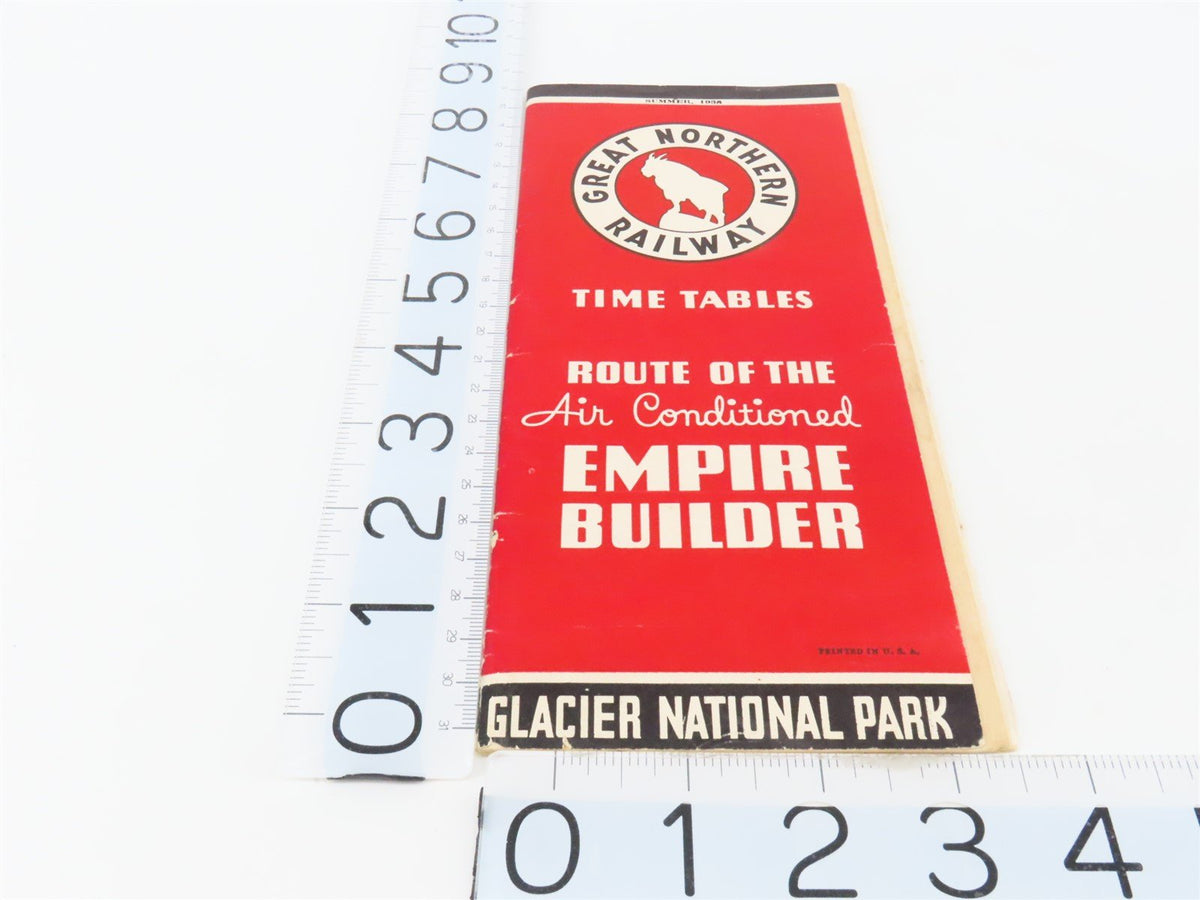 SUMMER, 1938
GREAT NORTHERN
RAILWAY
TIME TABLES
ROUTE OF THE
Air Conditioned
EMPIRE
BUILDER
PRINTED IN U. S. A.
GLACIER NATIONAL PARK
10
9
8
7
6
5
4
3
2
1
0
0 1 2 3 4